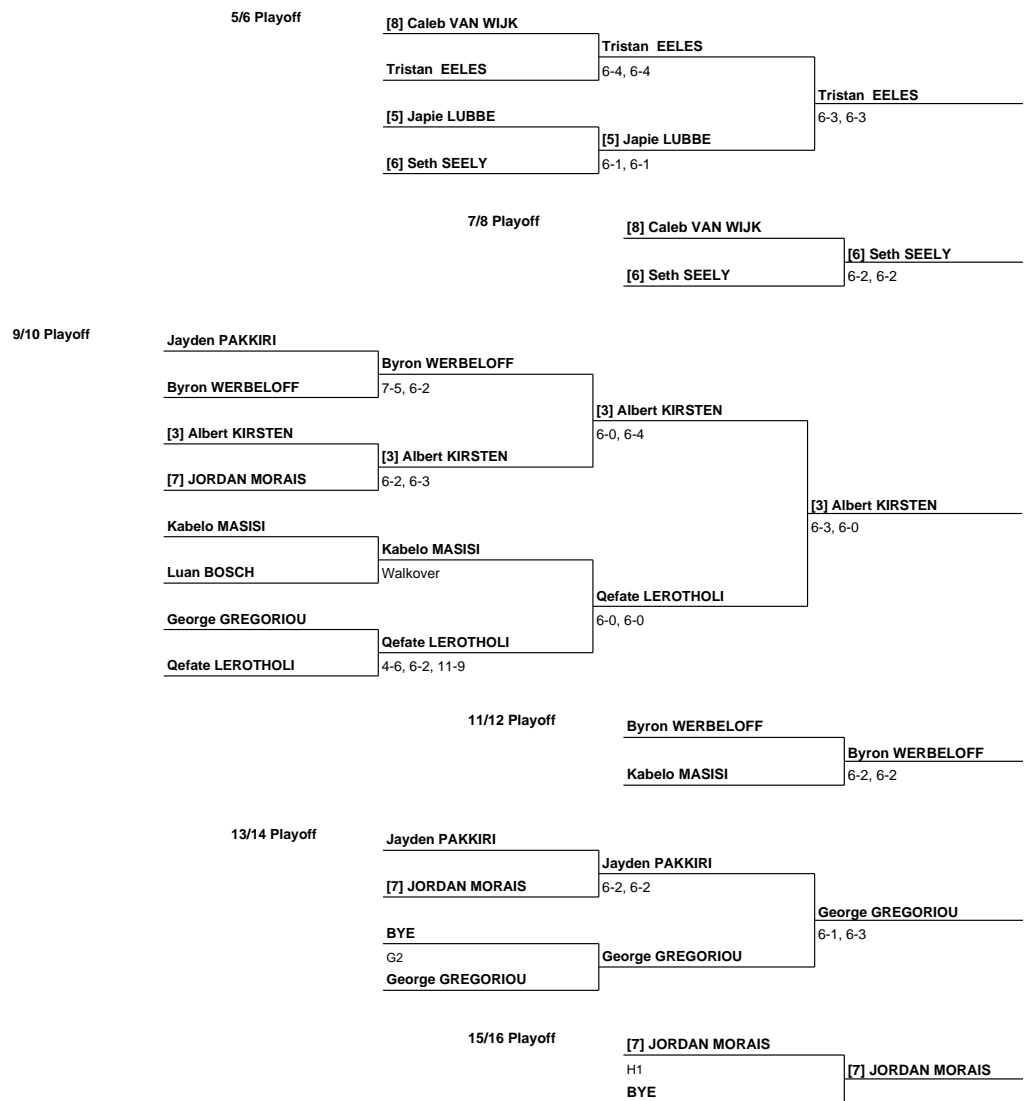 5/6 Playoff
[8] Caleb VAN WIJK
Tristan  EELES
Tristan  EELES
6-4, 6-4
Tristan  EELES
6-3, 6-3
[5] Japie LUBBE
[5] Japie LUBBE
[6] Seth SEELY
6-1, 6-1
7/8 Playoff
[8] Caleb VAN WIJK
[6] Seth SEELY
[6] Seth SEELY
6-2, 6-2
9/10 Playoff
Jayden PAKKIRI
Byron WERBELOFF
Byron WERBELOFF
7-5, 6-2
[3] Albert KIRSTEN
6-0, 6-4
[3] Albert KIRSTEN
[3] Albert KIRSTEN
[7] JORDAN MORAIS
6-2, 6-3
[3] Albert KIRSTEN
6-3, 6-0
Kabelo MASISI
Kabelo MASISI
Luan BOSCH
Walkover
Qefate LEROTHOLI
6-0, 6-0
George GREGORIOU
Qefate LEROTHOLI
Qefate LEROTHOLI
4-6, 6-2, 11-9
11/12 Playoff
Byron WERBELOFF
Byron WERBELOFF
Kabelo MASISI
6-2, 6-2
13/14 Playoff
Jayden PAKKIRI
Jayden PAKKIRI
[7] JORDAN MORAIS
6-2, 6-2
George GREGORIOU
6-1, 6-3
BYE
G2
George GREGORIOU
George GREGORIOU
15/16 Playoff
[7] JORDAN MORAIS
H1
[7] JORDAN MORAIS
BYE